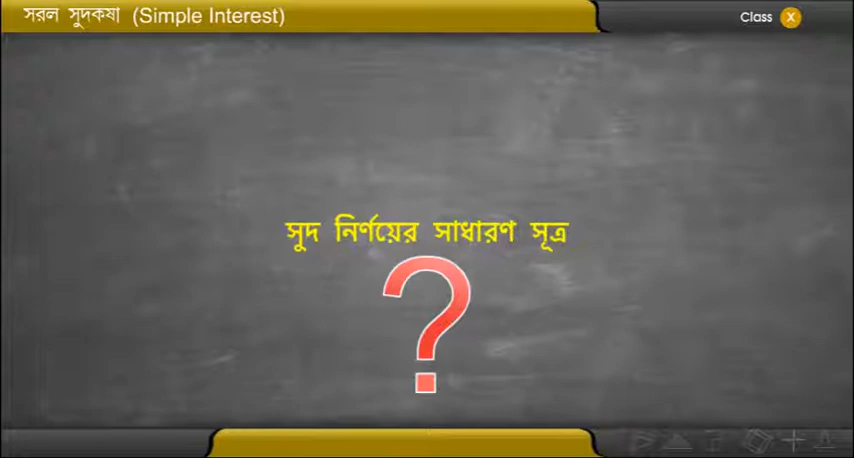 সরল সুদকষা (Simple Interest)
Class X
সুদ নির্ণয়ের সাধারণ সূত্র
?